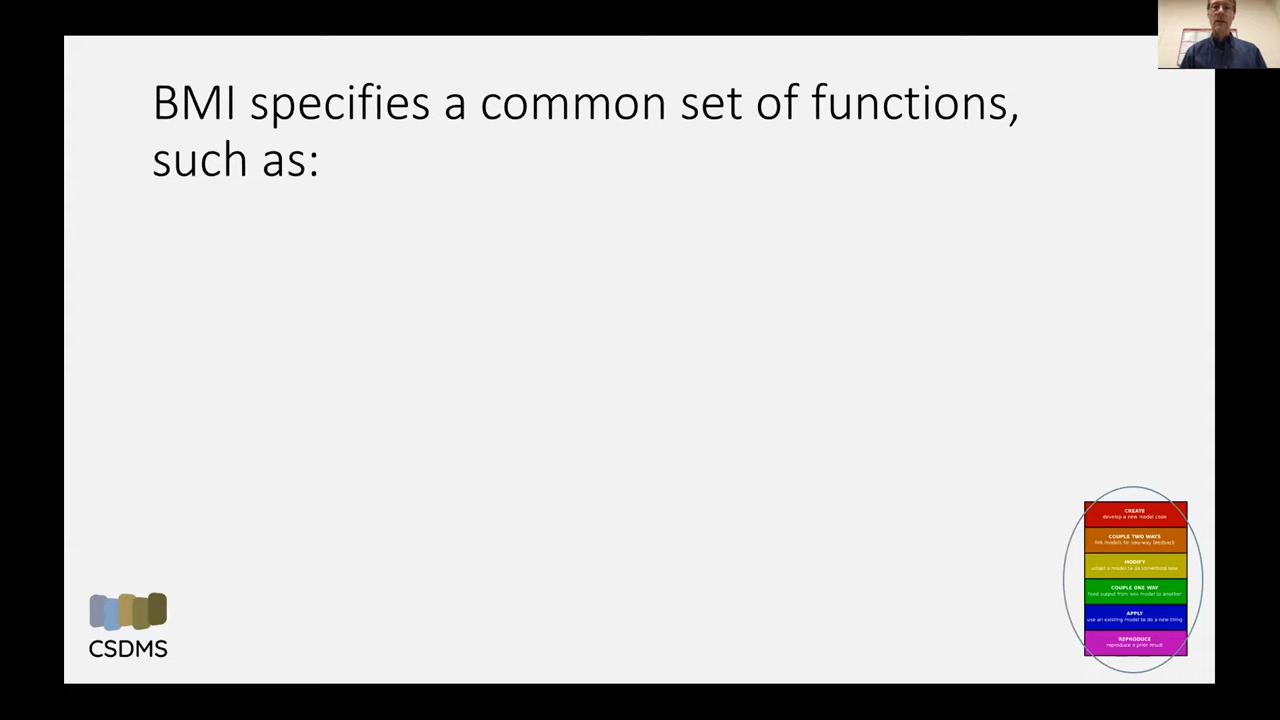 BMI specifies a common set of functions,
such as:
CREATE
develop a new model code
COUPLE TWO WAYS
link models for two-way feedback
MODIFY
adapt a model to do something new
COUPLE ONE WAY
feed output from one model to another
APPLY
use an existing model to do a new thing
REPRODUCE
reproduce a prior result
CSDMS